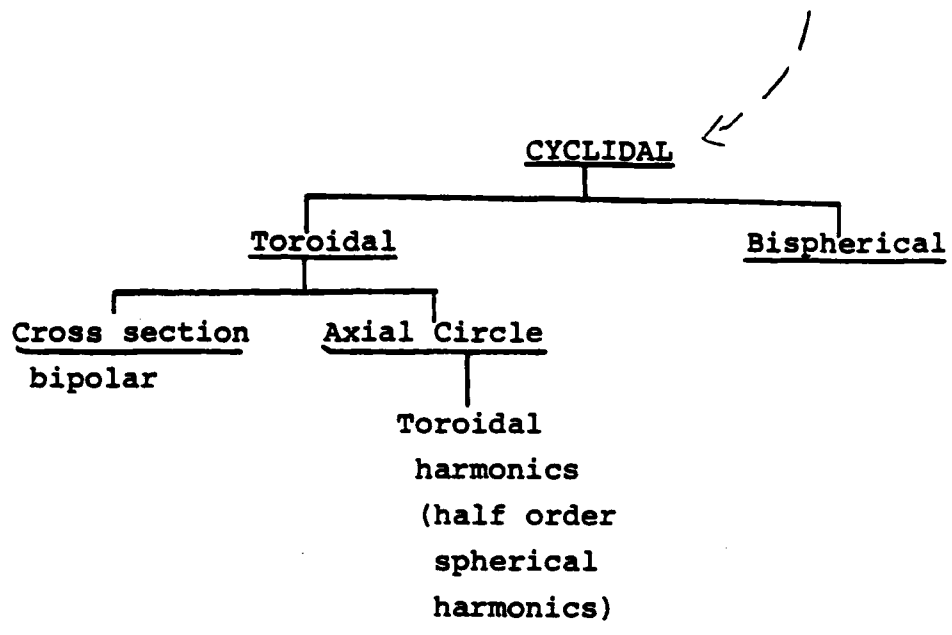 CYCLIDAL
Toroidal
Bispherical
Cross section
bipolar
Axial Circle
Toroidal
harmonics
(half order
spherical
harmonics)